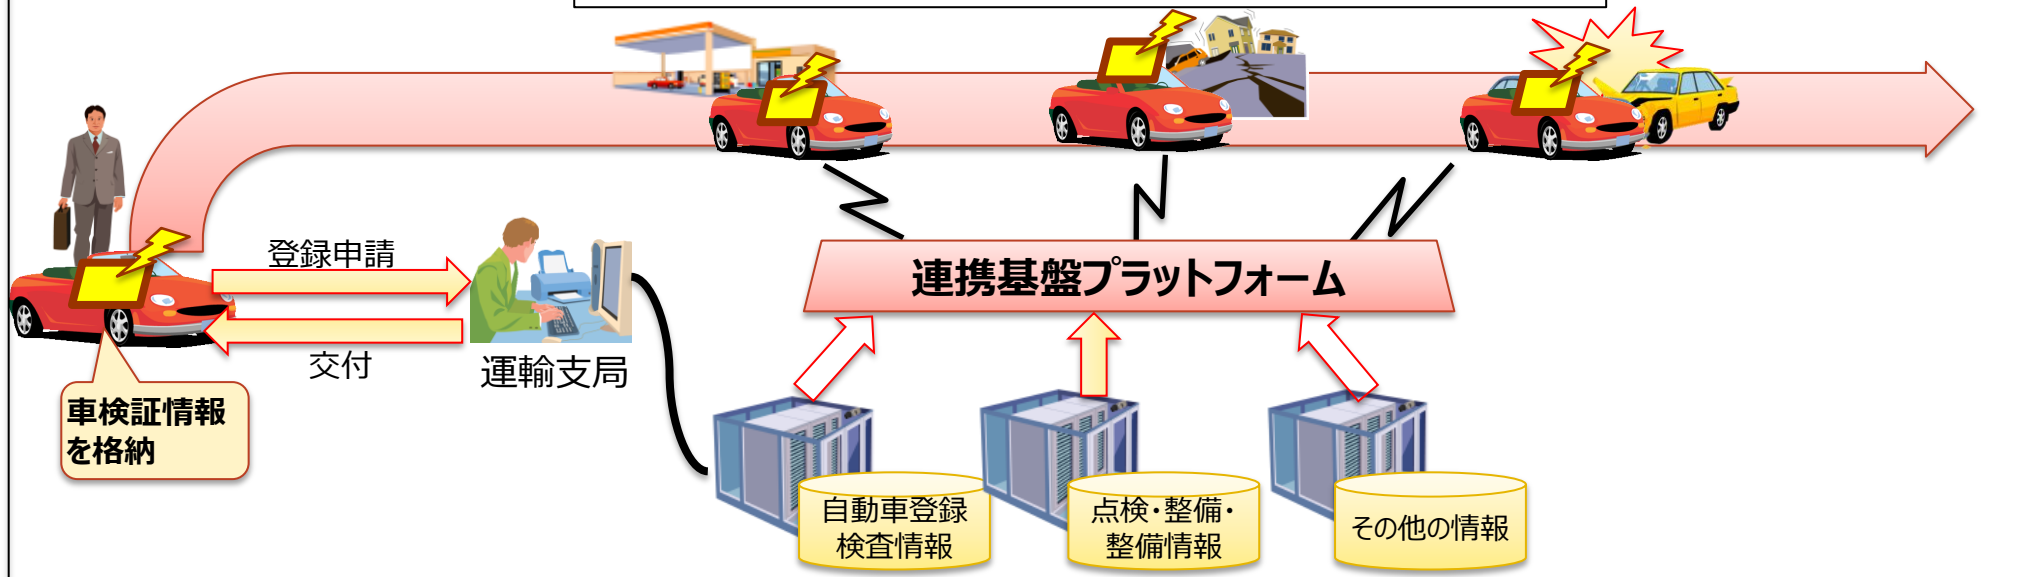 登録申請
連携基盤プラットフォーム
交付
運輸支局
車検証情報
を格納
自動車登録
検査情報
点検・整備・
整備情報
その他の情報